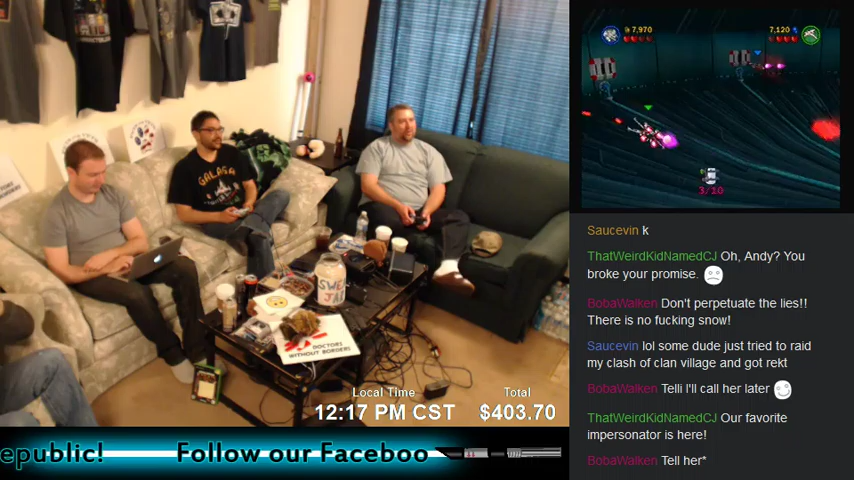 7,970
7,120
3/10
GALAGA
SWEAR
JAR
DOCTORS
WITHOUT BORDERS
Local Time
Total
12:17 PM CST
$403.70
epublic!
Follow our Faceboo
Saucevin k
ThatWeirdKidNamedCJ Oh, Andy? You
broke your promise.
BobaWalken Don't perpetuate the lies!!
There is no fucking snow!
Saucevin lol some dude just tried to raid
my clash of clan village and got rekt
BobaWalken Telli I'll call her later
ThatWeirdKidNamedCJ Our favorite
impersonator is here!
BobaWalken Tell her*